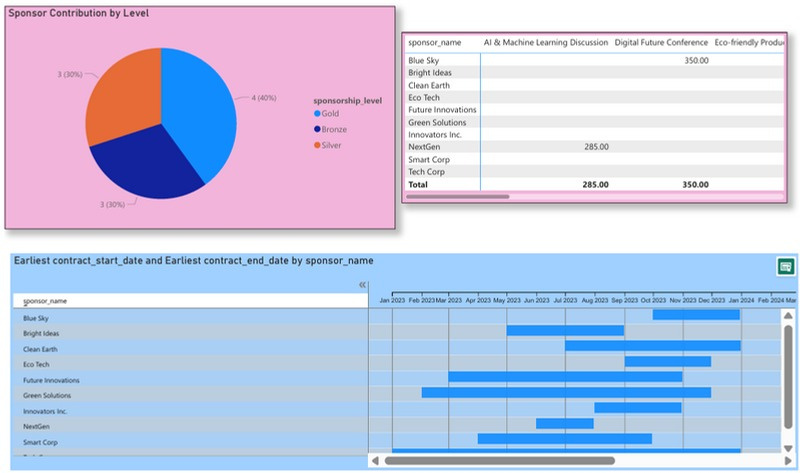 Sponsor Contribution by Level
3 (30%)
4 (40%)
3 (30%)
sponsorship_level
Gold
Bronze
Silver
sponsor_name AI & Machine Learning Discussion Digital Future Conference Eco-friendly Produc
Blue Sky 350.00
Bright Ideas
Clean Earth
Eco Tech
Future Innovations
Green Solutions
Innovators Inc.
NextGen 285.00
Smart Corp
Tech Corp
Total 285.00 350.00
Earliest contract_start_date and Earliest contract_end_date by sponsor_name
sponsor_name Jan 2023 Feb 2023 Mar 2023 Apr 2023 May 2023 Jun 2023 Jul 2023 Aug 2023 Sep 2023 Oct 2023 Nov 2023 Dec 2023 Jan 2024 Feb 2024 Mar
Blue Sky
Bright Ideas
Clean Earth
Eco Tech
Future Innovations
Green Solutions
Innovators Inc.
NextGen
Smart Corp